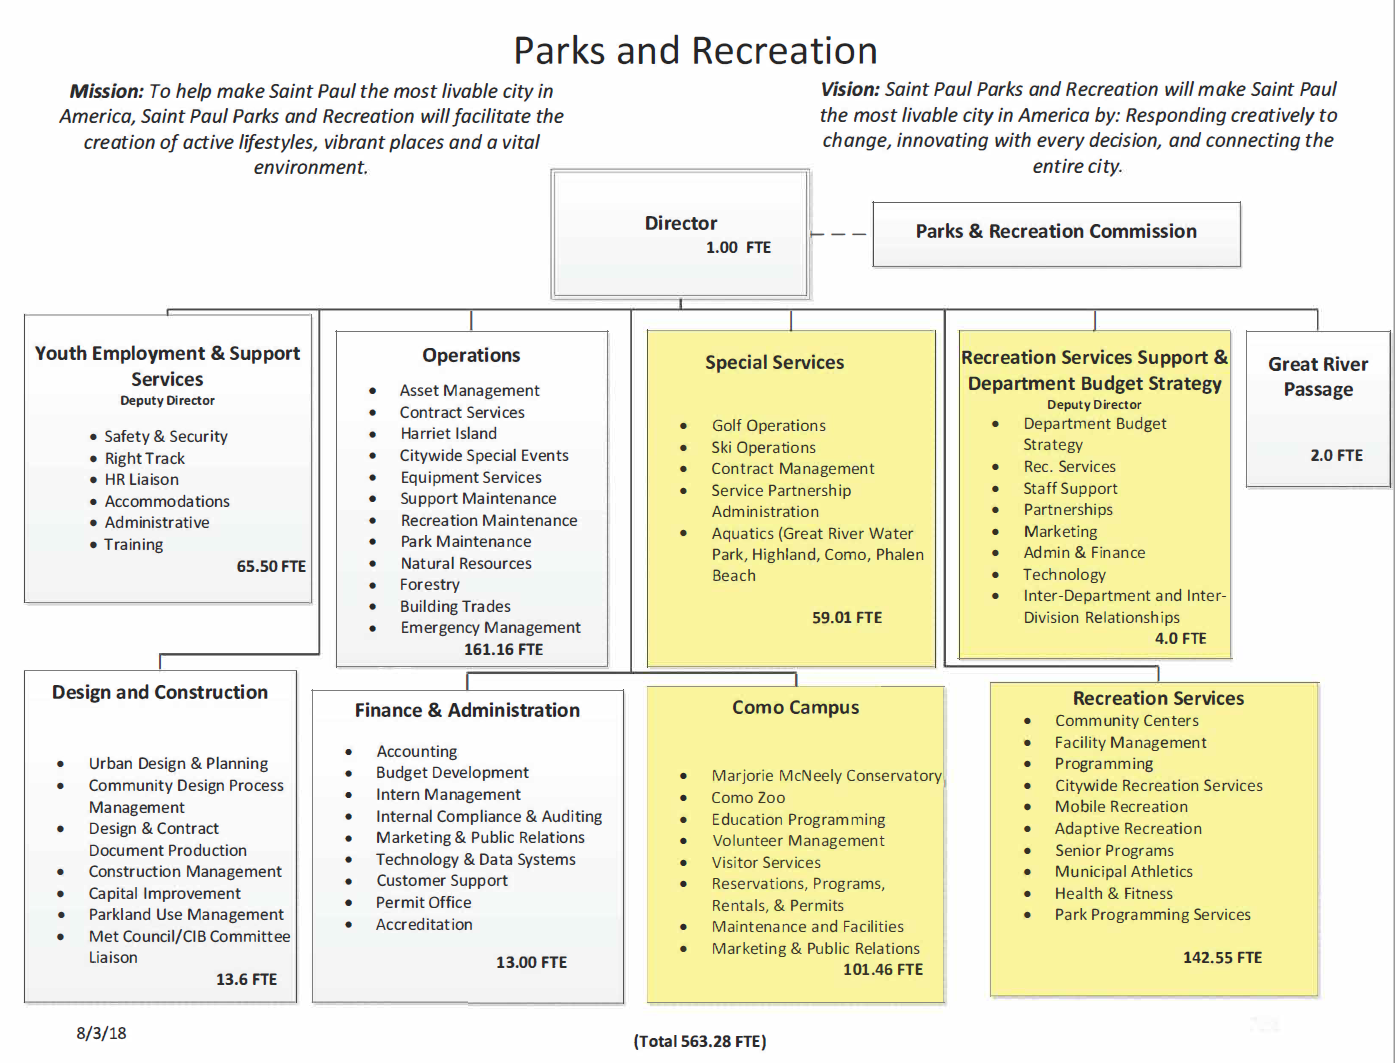 Parks and Recreation
Mission: To help make Saint Paul the most livable city in
America, Saint Paul Parks and Recreation will facilitate the
creation of active lifestyles, vibrant places and a vital
environment.
Vision: Saint Paul Parks and Recreation will make Saint Paul
the most livable city in America by: Responding creatively to
change, innovating with every decision, and connecting the
entire city.
Director
1.00 FTE
Parks & Recreation Commission
Youth Employment & Support
Services
Deputy Director
• Safety & Security
• Right Track
• HR Liaison
• Accommodations
• Administrative
• Training
65.50 FTE
Operations
• Asset Management
• Contract Services
• Harriet Island
• Citywide Special Events
• Equipment Services
• Support Maintenance
• Recreation Maintenance
• Park Maintenance
• Natural Resources
• Forestry
• Building Trades
• Emergency Management
161.16 FTE
Special Services
• Golf Operations
• Ski Operations
• Contract Management
• Service Partnership
Administration
• Aquatics (Great River Water
Park, Highland, Como, Phalen
Beach
59.01 FTE
Recreation Services Support &
Department Budget Strategy
Deputy Director
• Department Budget
Strategy
• Rec. Services
• Staff Support
• Partnerships
• Marketing
• Admin & Finance
• Technology
• Inter-Department and Inter-
Division Relationships
4.0 FTE
Great River
Passage
2.0 FTE
Design and Construction
• Urban Design & Planning
• Community Design Process
Management
• Design & Contract
Document Production
• Construction Management
• Capital Improvement
• Parkland Use Management
• Met Council/CIB Committee
Liaison
13.6 FTE
Finance & Administration
• Accounting
• Budget Development
• Intern Management
• Internal Compliance & Auditing
• Marketing & Public Relations
• Technology & Data Systems
• Customer Support
• Permit Office
• Accreditation
13.00 FTE
Como Campus
• Marjorie McNeely Conservatory
• Como Zoo
• Education Programming
• Volunteer Management
• Visitor Services
• Reservations, Programs,
Rentals, & Permits
• Maintenance and Facilities
• Marketing & Public Relations
101.46 FTE
Recreation Services
• Community Centers
• Facility Management
• Programming
• Citywide Recreation Services
• Mobile Recreation
• Adaptive Recreation
• Senior Programs
• Municipal Athletics
• Health & Fitness
• Park Programming Services
142.55 FTE
8/3/18
(Total 563.28 FTE)